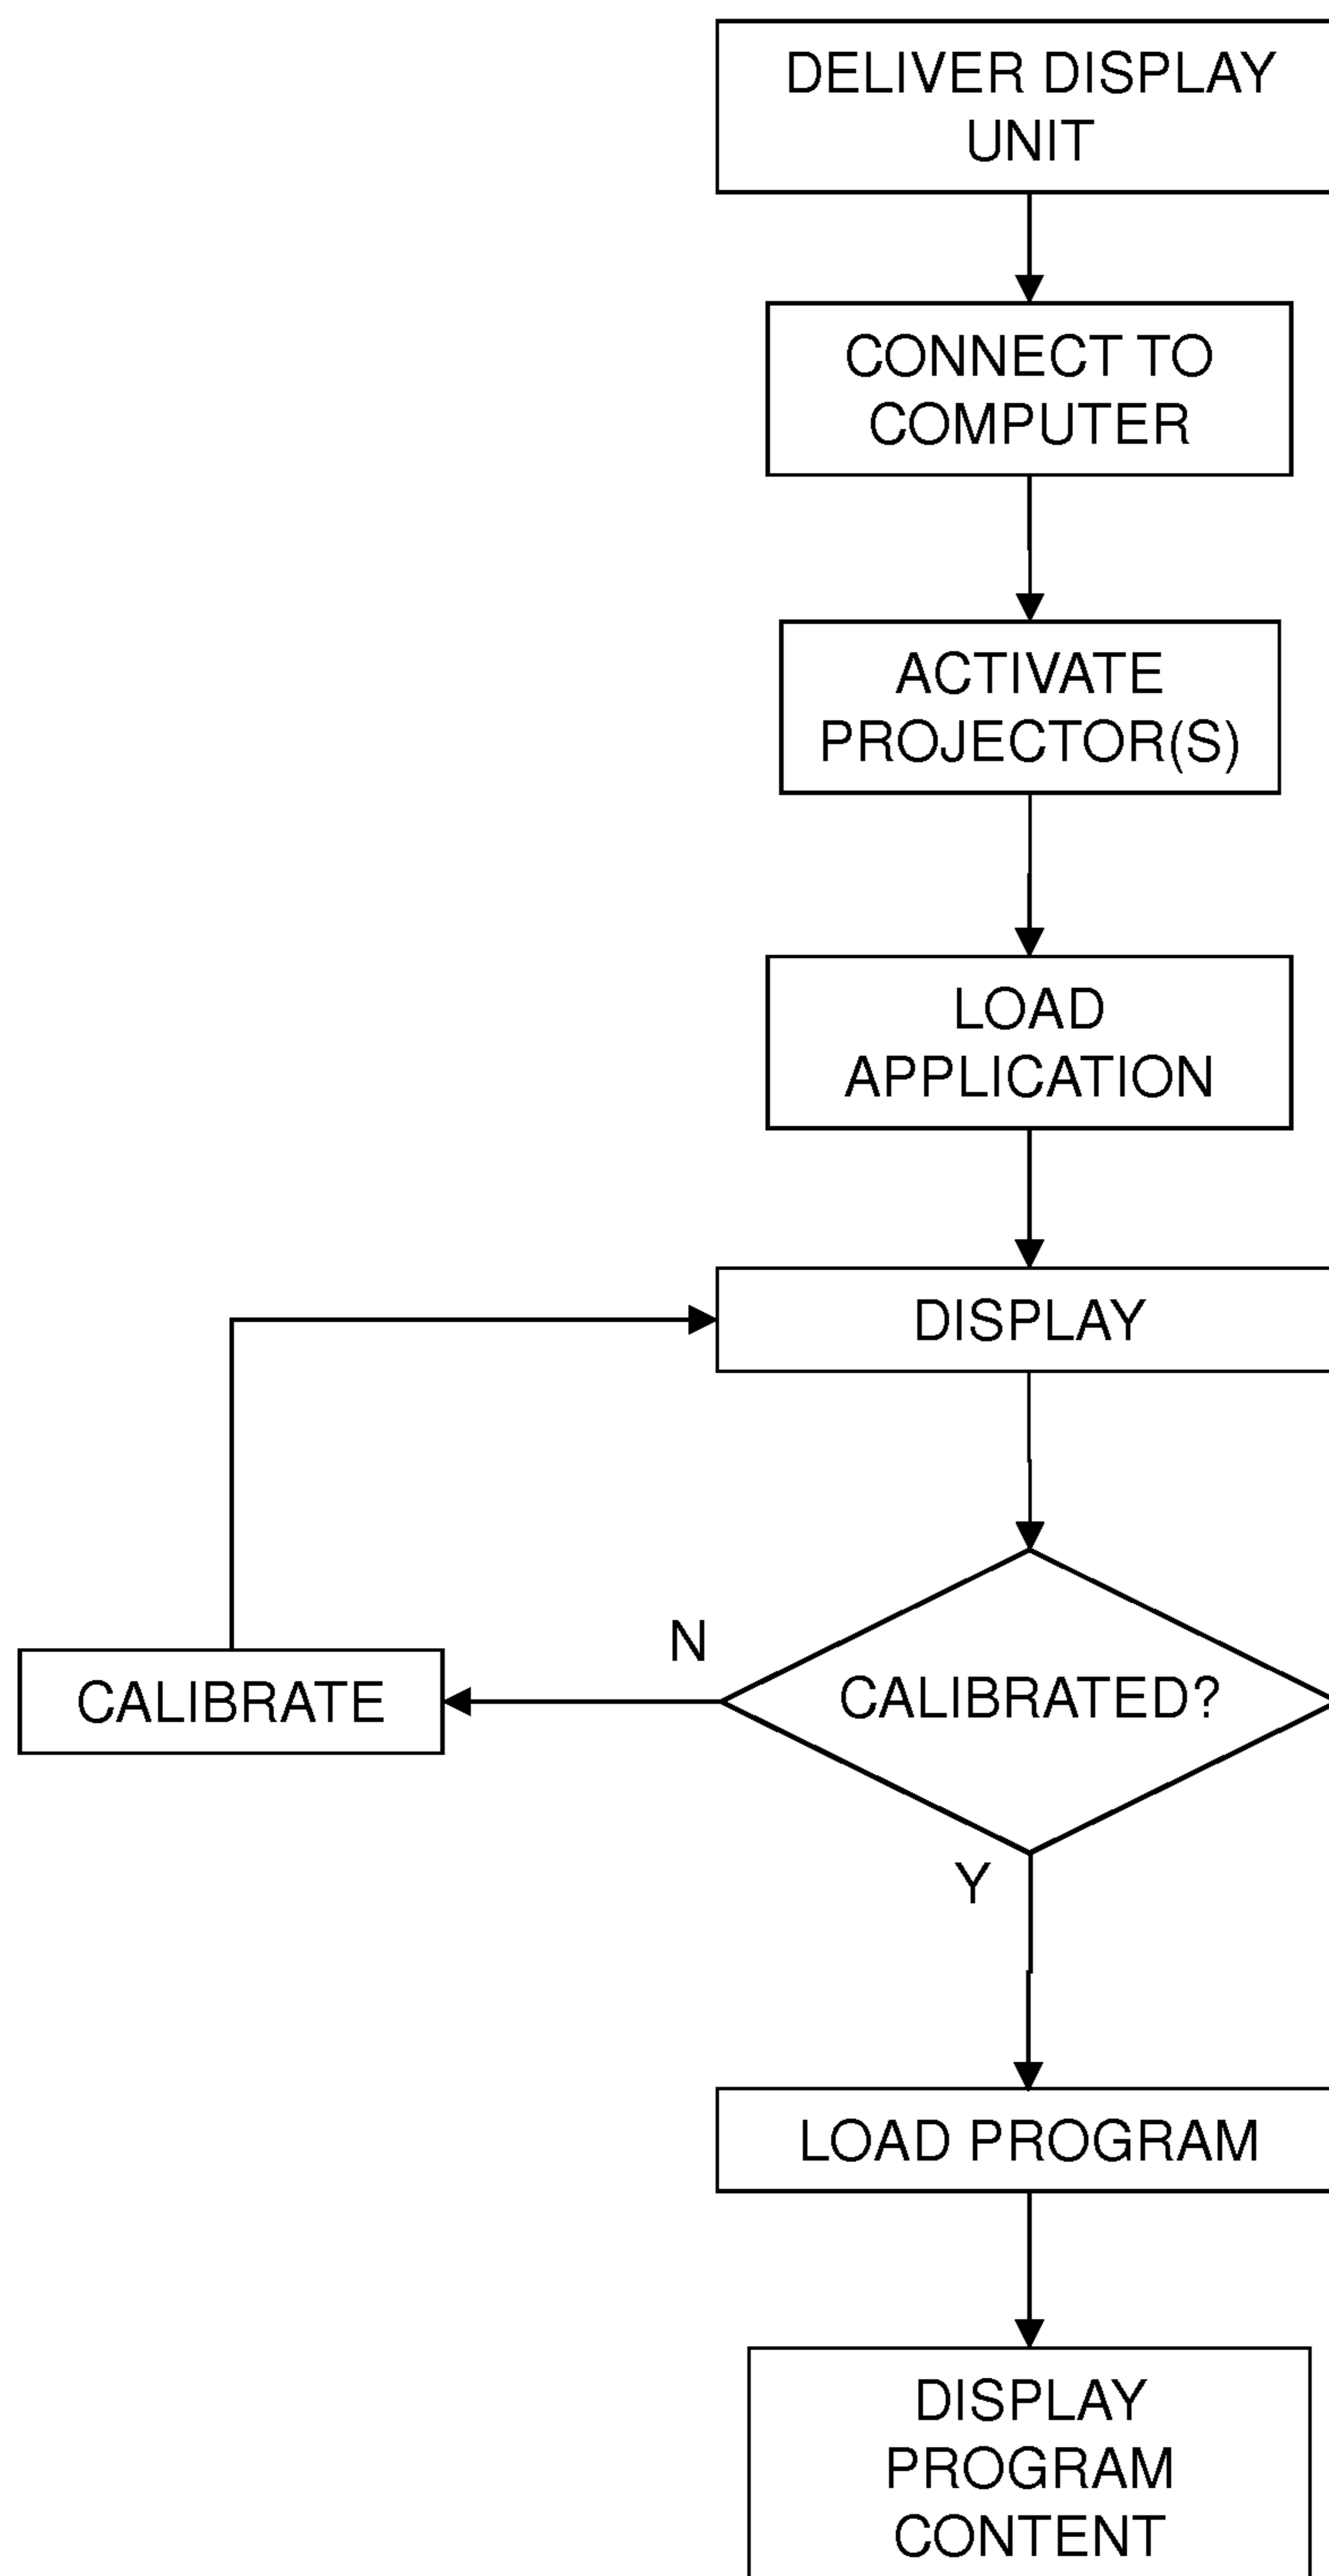 DELIVER DISPLAY
UNIT
CONNECT TO
COMPUTER
ACTIVATE
PROJECTOR(S)
LOAD
APPLICATION
DISPLAY
N
CALIBRATE
CALIBRATED?
Y
LOAD PROGRAM
DISPLAY
PROGRAM
CONTENT